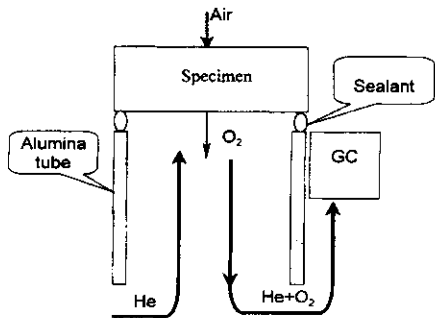 Air
Specimen
Sealant
O₂
Alumina
tube
GC
He
He+O₂